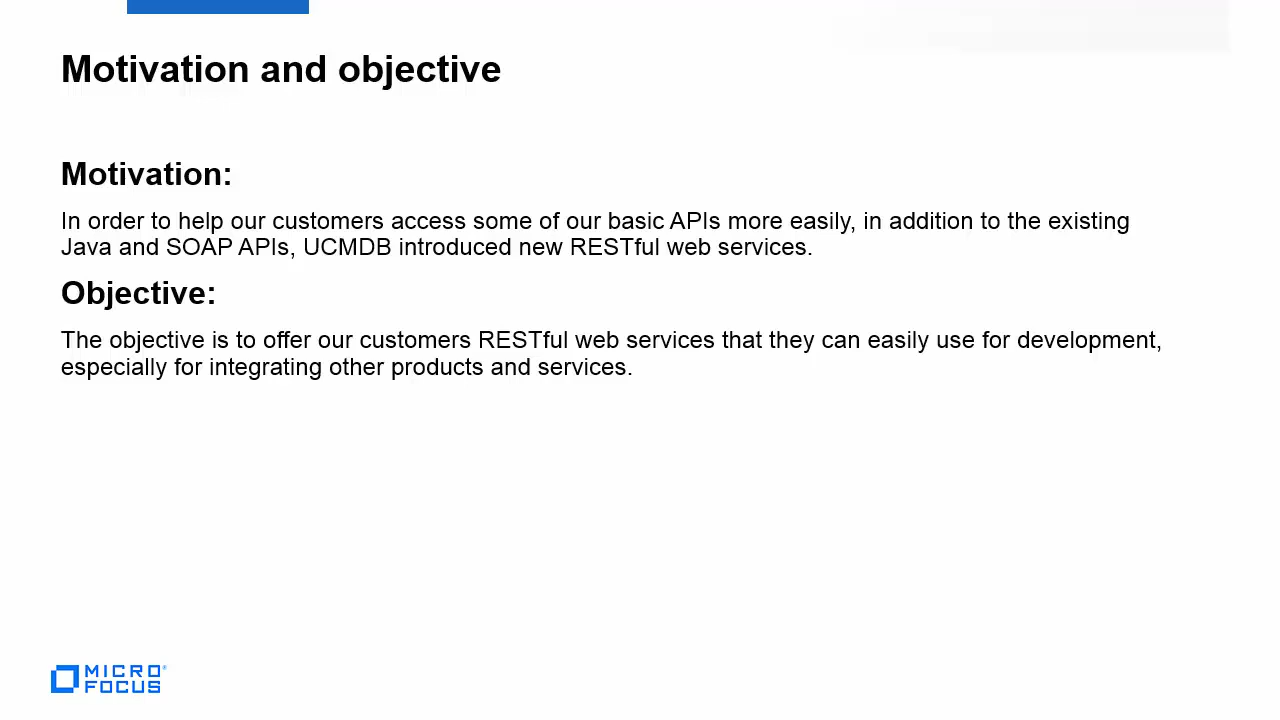 Motivation and objective
Motivation:
In order to help our customers access some of our basic APIs more easily, in addition to the existing
Java and SOAP APIs, UCMDB introduced new RESTful web services.
Objective:
The objective is to offer our customers RESTful web services that they can easily use for development,
especially for integrating other products and services.
MICRO®
FOCUS